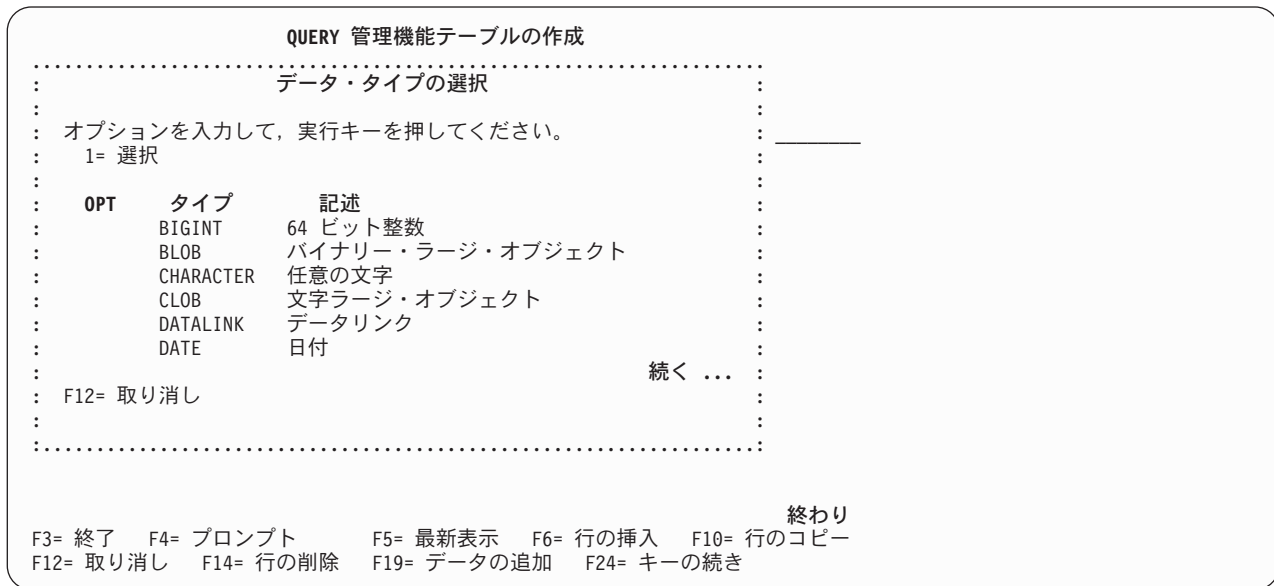 QUERY 管理機能テーブルの作成
......................................................................
: データ・タイプの選択 :
: :
: オプションを入力して，実行キーを押してください。 : ________
: 1= 選択 :
: :
: OPT タイプ 記述 :
: BIGINT 64 ビット整数 :
: BLOB バイナリー・ラージ・オブジェクト :
: CHARACTER 任意の文字 :
: CLOB 文字ラージ・オブジェクト :
: DATALINK データリンク :
: DATE 日付 :
: 続く ... :
: F12= 取り消し :
: :
:....................................................................:
終わり
F3= 終了 F4= プロンプト F5= 最新表示 F6= 行の挿入 F10= 行のコピー
F12= 取り消し F14= 行の削除 F19= データの追加 F24= キーの続き